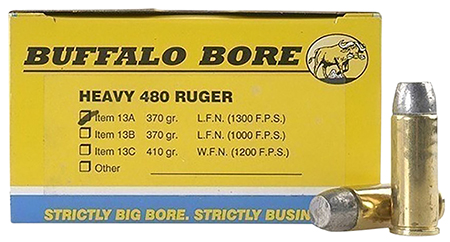 BUFFALO BORE
HEAVY 480 RUGER
Item 13A 370 gr. L.F.N. (1300 F.P.S.)
Item 13B 370 gr. L.F.N. (1000 F.P.S.)
Item 13C 410 gr. W.F.N. (1200 F.P.S.)
Other
STRICTLY BIG BORE. STRICTLY BUSIN